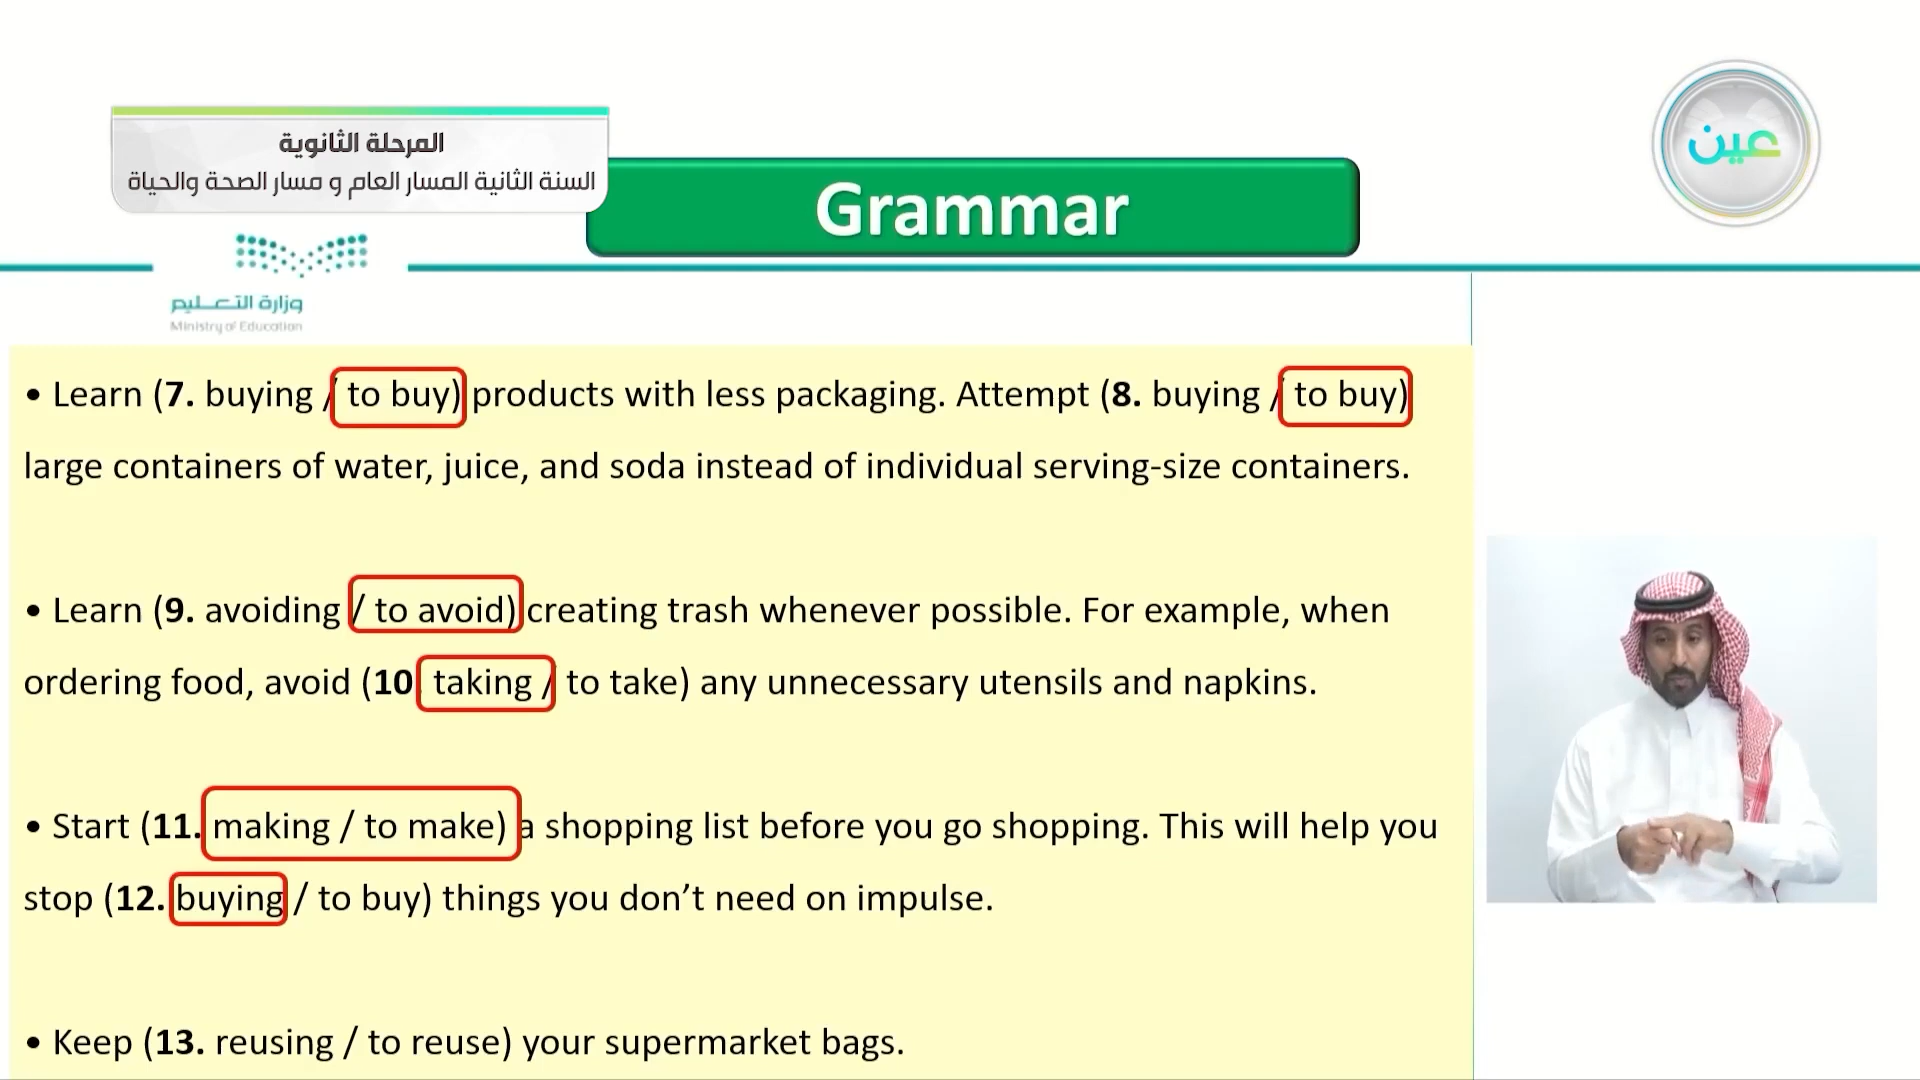 المرحلة الثانوية
السنة الثانية المسار العام و مسار الصحة والحياة
عين
Grammar
وزارة التعليم
Ministry of Education
• Learn (7. buying / to buy) products with less packaging. Attempt (8. buying / to buy)
large containers of water, juice, and soda instead of individual serving-size containers.
• Learn (9. avoiding / to avoid) creating trash whenever possible. For example, when
ordering food, avoid (10. taking / to take) any unnecessary utensils and napkins.
• Start (11. making / to make) a shopping list before you go shopping. This will help you
stop (12. buying / to buy) things you don’t need on impulse.
• Keep (13. reusing / to reuse) your supermarket bags.